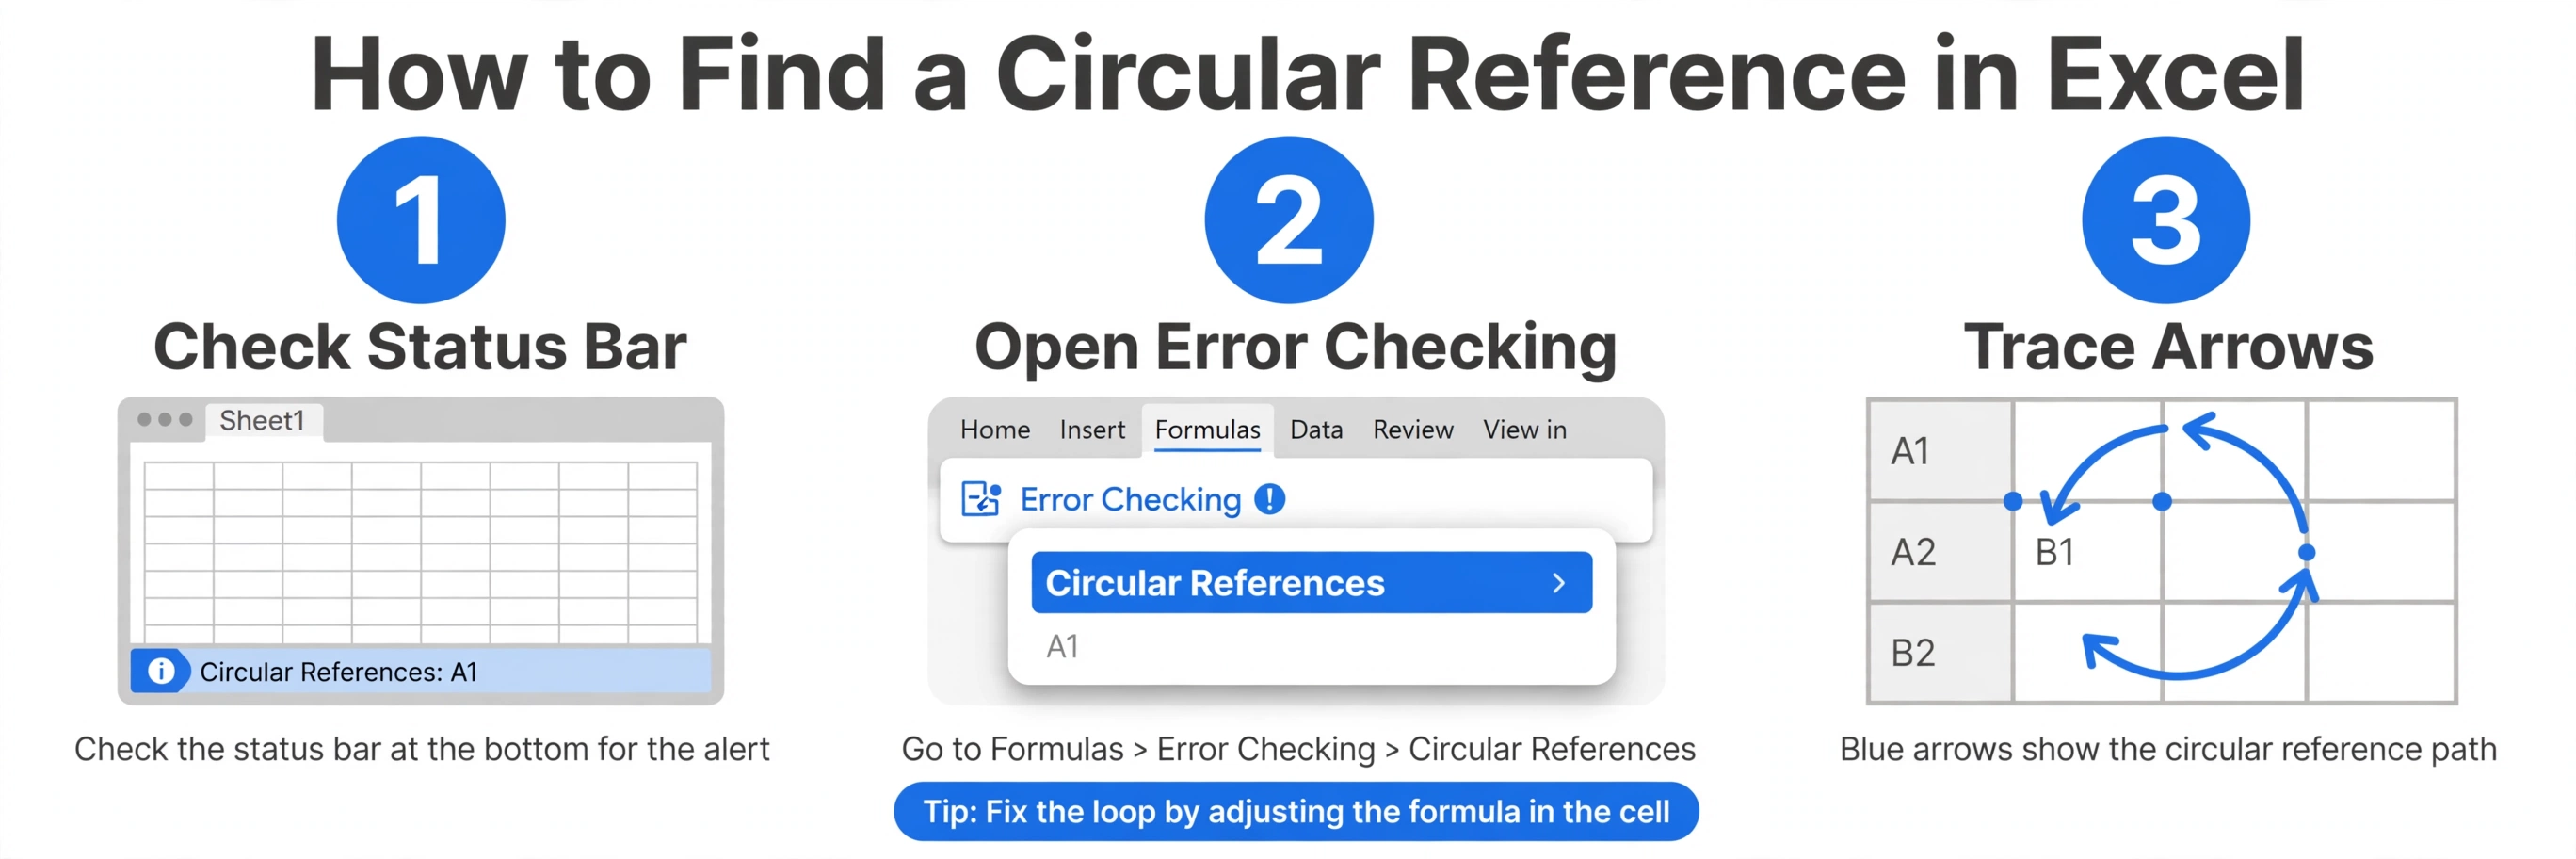 How to Find a Circular Reference in Excel
1
Check Status Bar
Sheet1
Circular References: A1
Check the status bar at the bottom for the alert
2
Open Error Checking
Home Insert Formulas Data Review View in
Error Checking
Circular References
A1
Go to Formulas > Error Checking > Circular References
Tip: Fix the loop by adjusting the formula in the cell
3
Trace Arrows
A1
A2 B1
B2
Blue arrows show the circular reference path